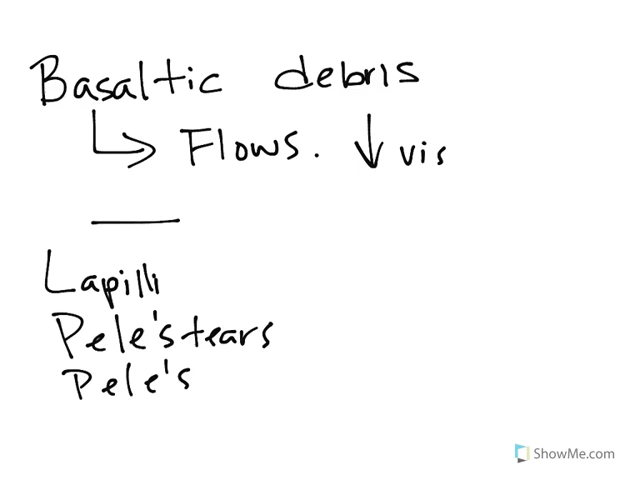 Basaltic debris
↳ Flows. ↓ vis
Lapilli
Pele's tears
Pele's
ShowMe.com